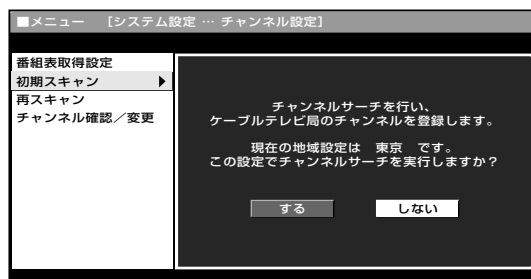 ■メニュー [システム設定 … チャンネル設定]
番組表取得設定
初期スキャン ▶
再スキャン
チャンネル確認／変更
チャンネルサーチを行い、
ケーブルテレビ局のチャンネルを登録します。
現在の地域設定は 東京 です。
この設定でチャンネルサーチを実行しますか？
する しない